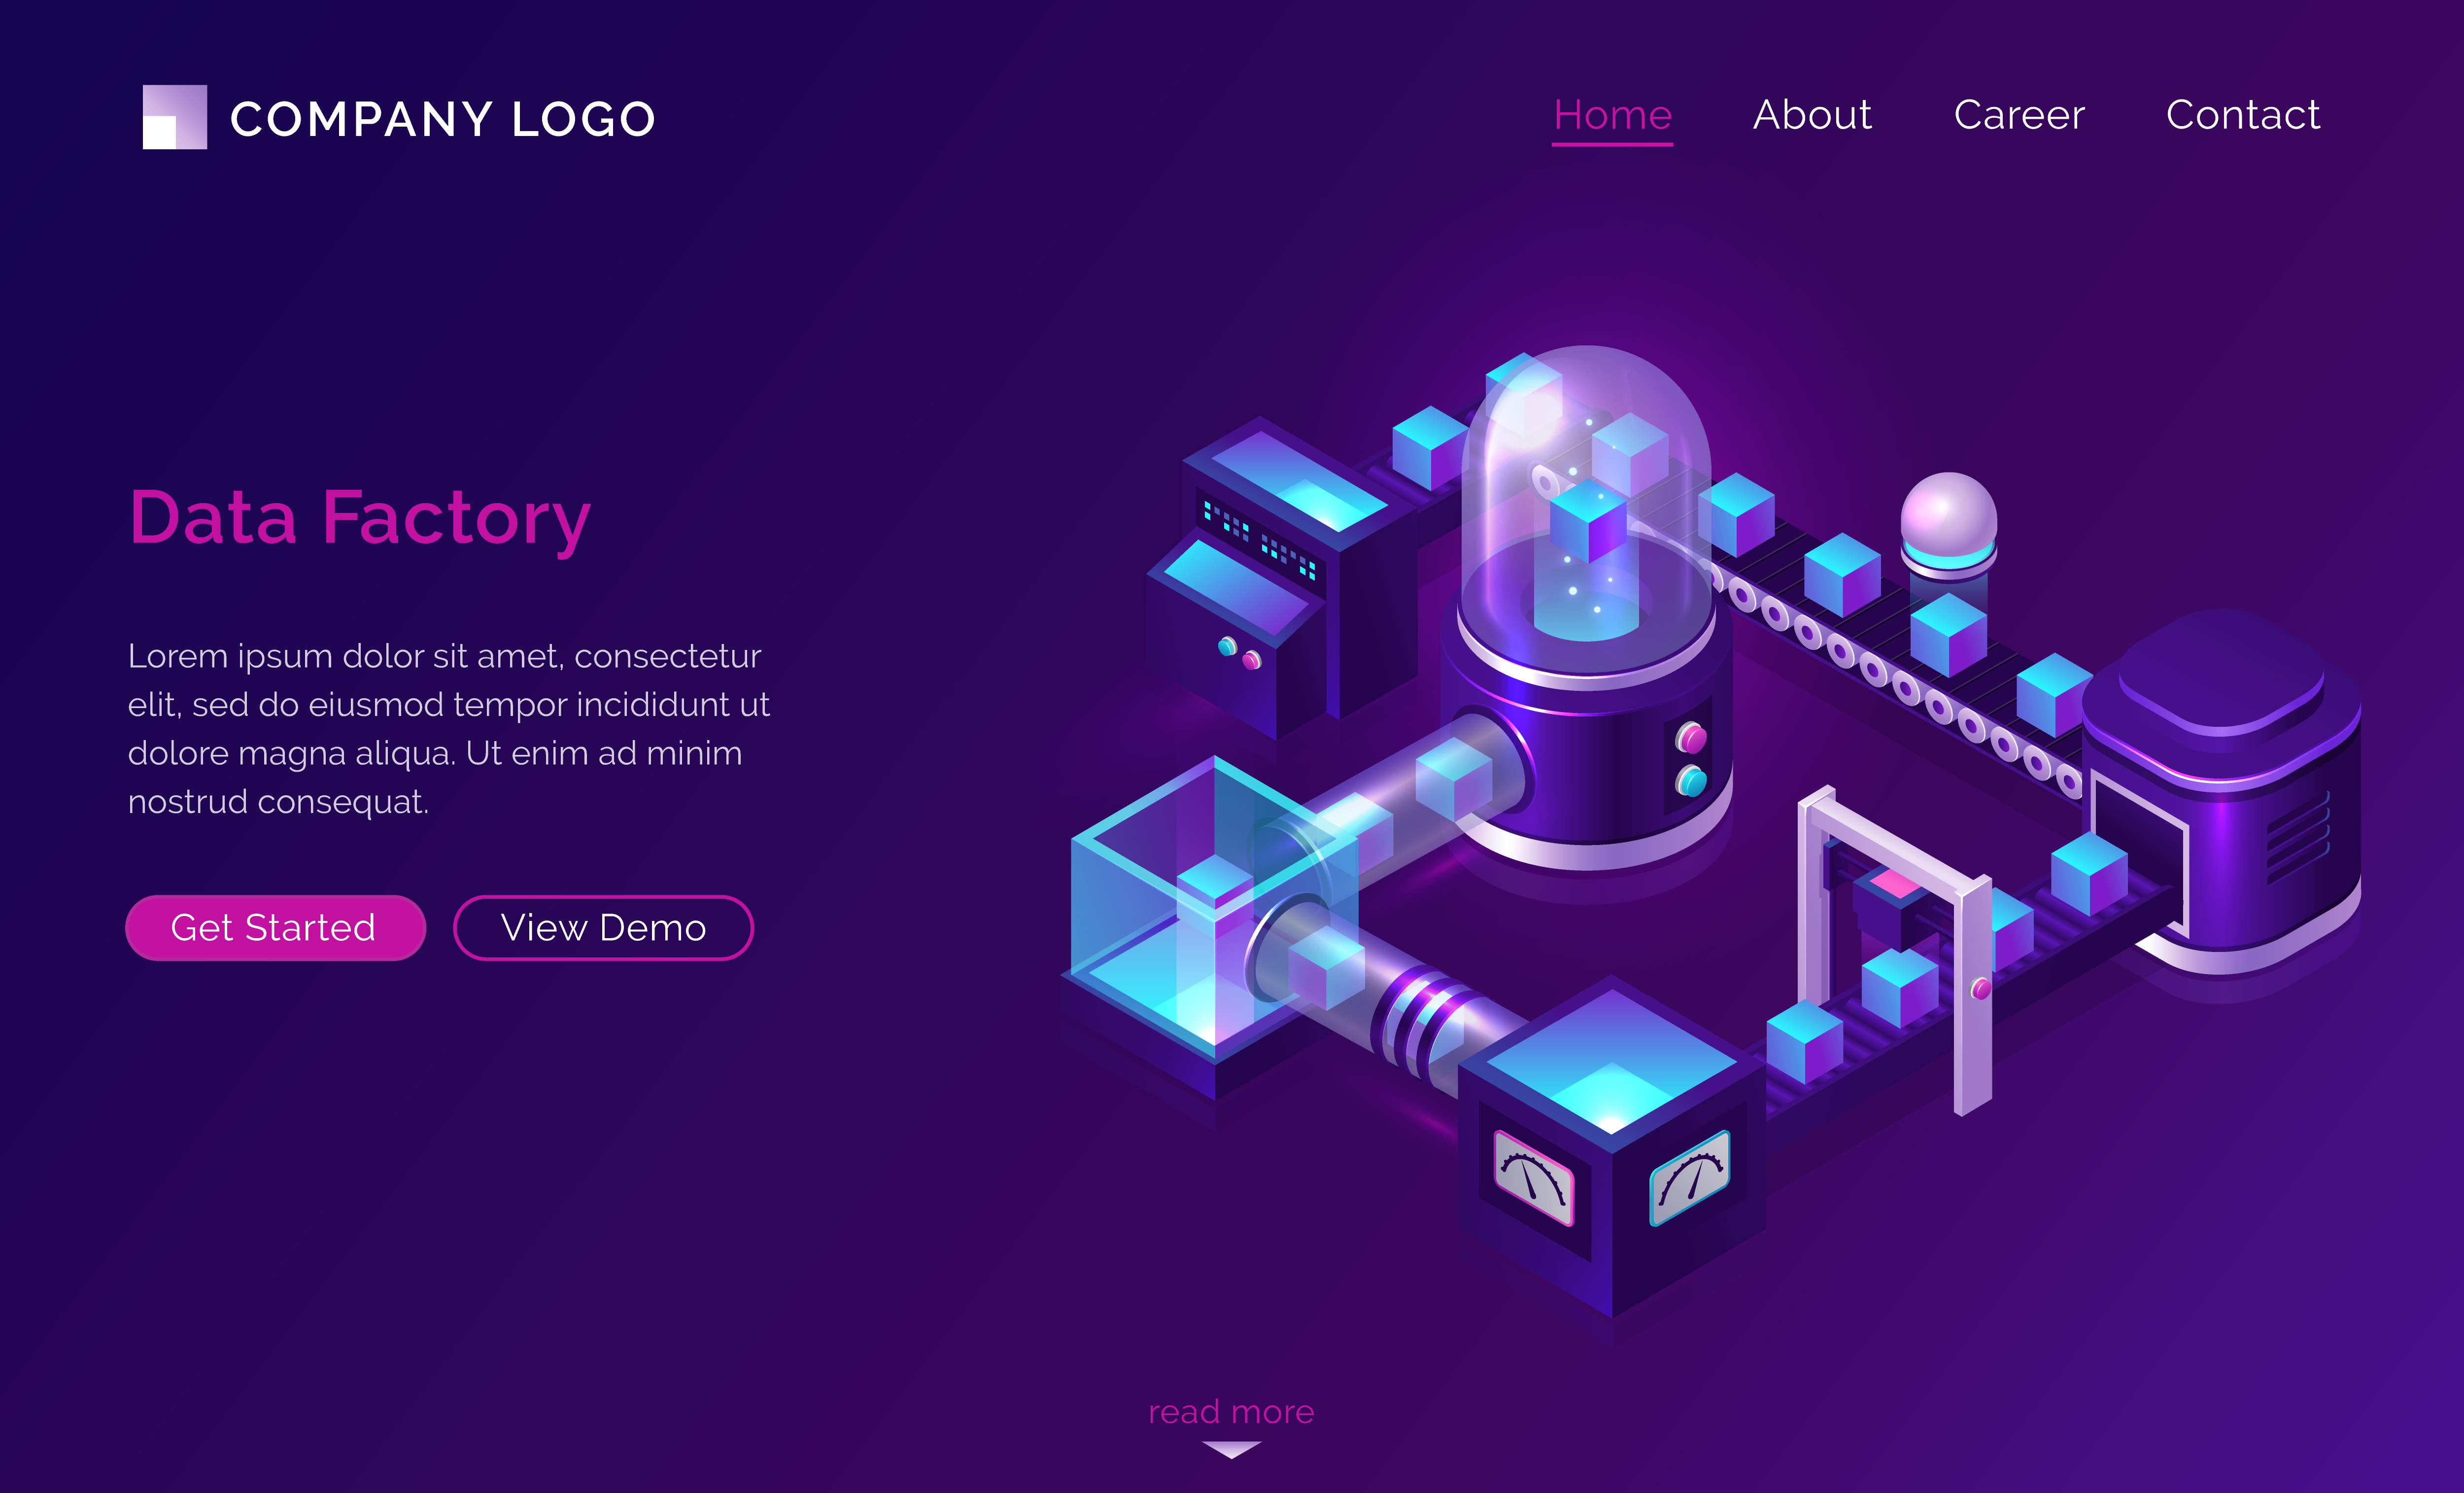 COMPANY LOGO
Home
About
Career
Contact
Data Factory
Lorem ipsum dolor sit amet, consectetur
elit, sed do eiusmod tempor incididunt ut
dolore magna aliqua. Ut enim ad minim
nostrud consequat.
Get Started
View Demo
read more